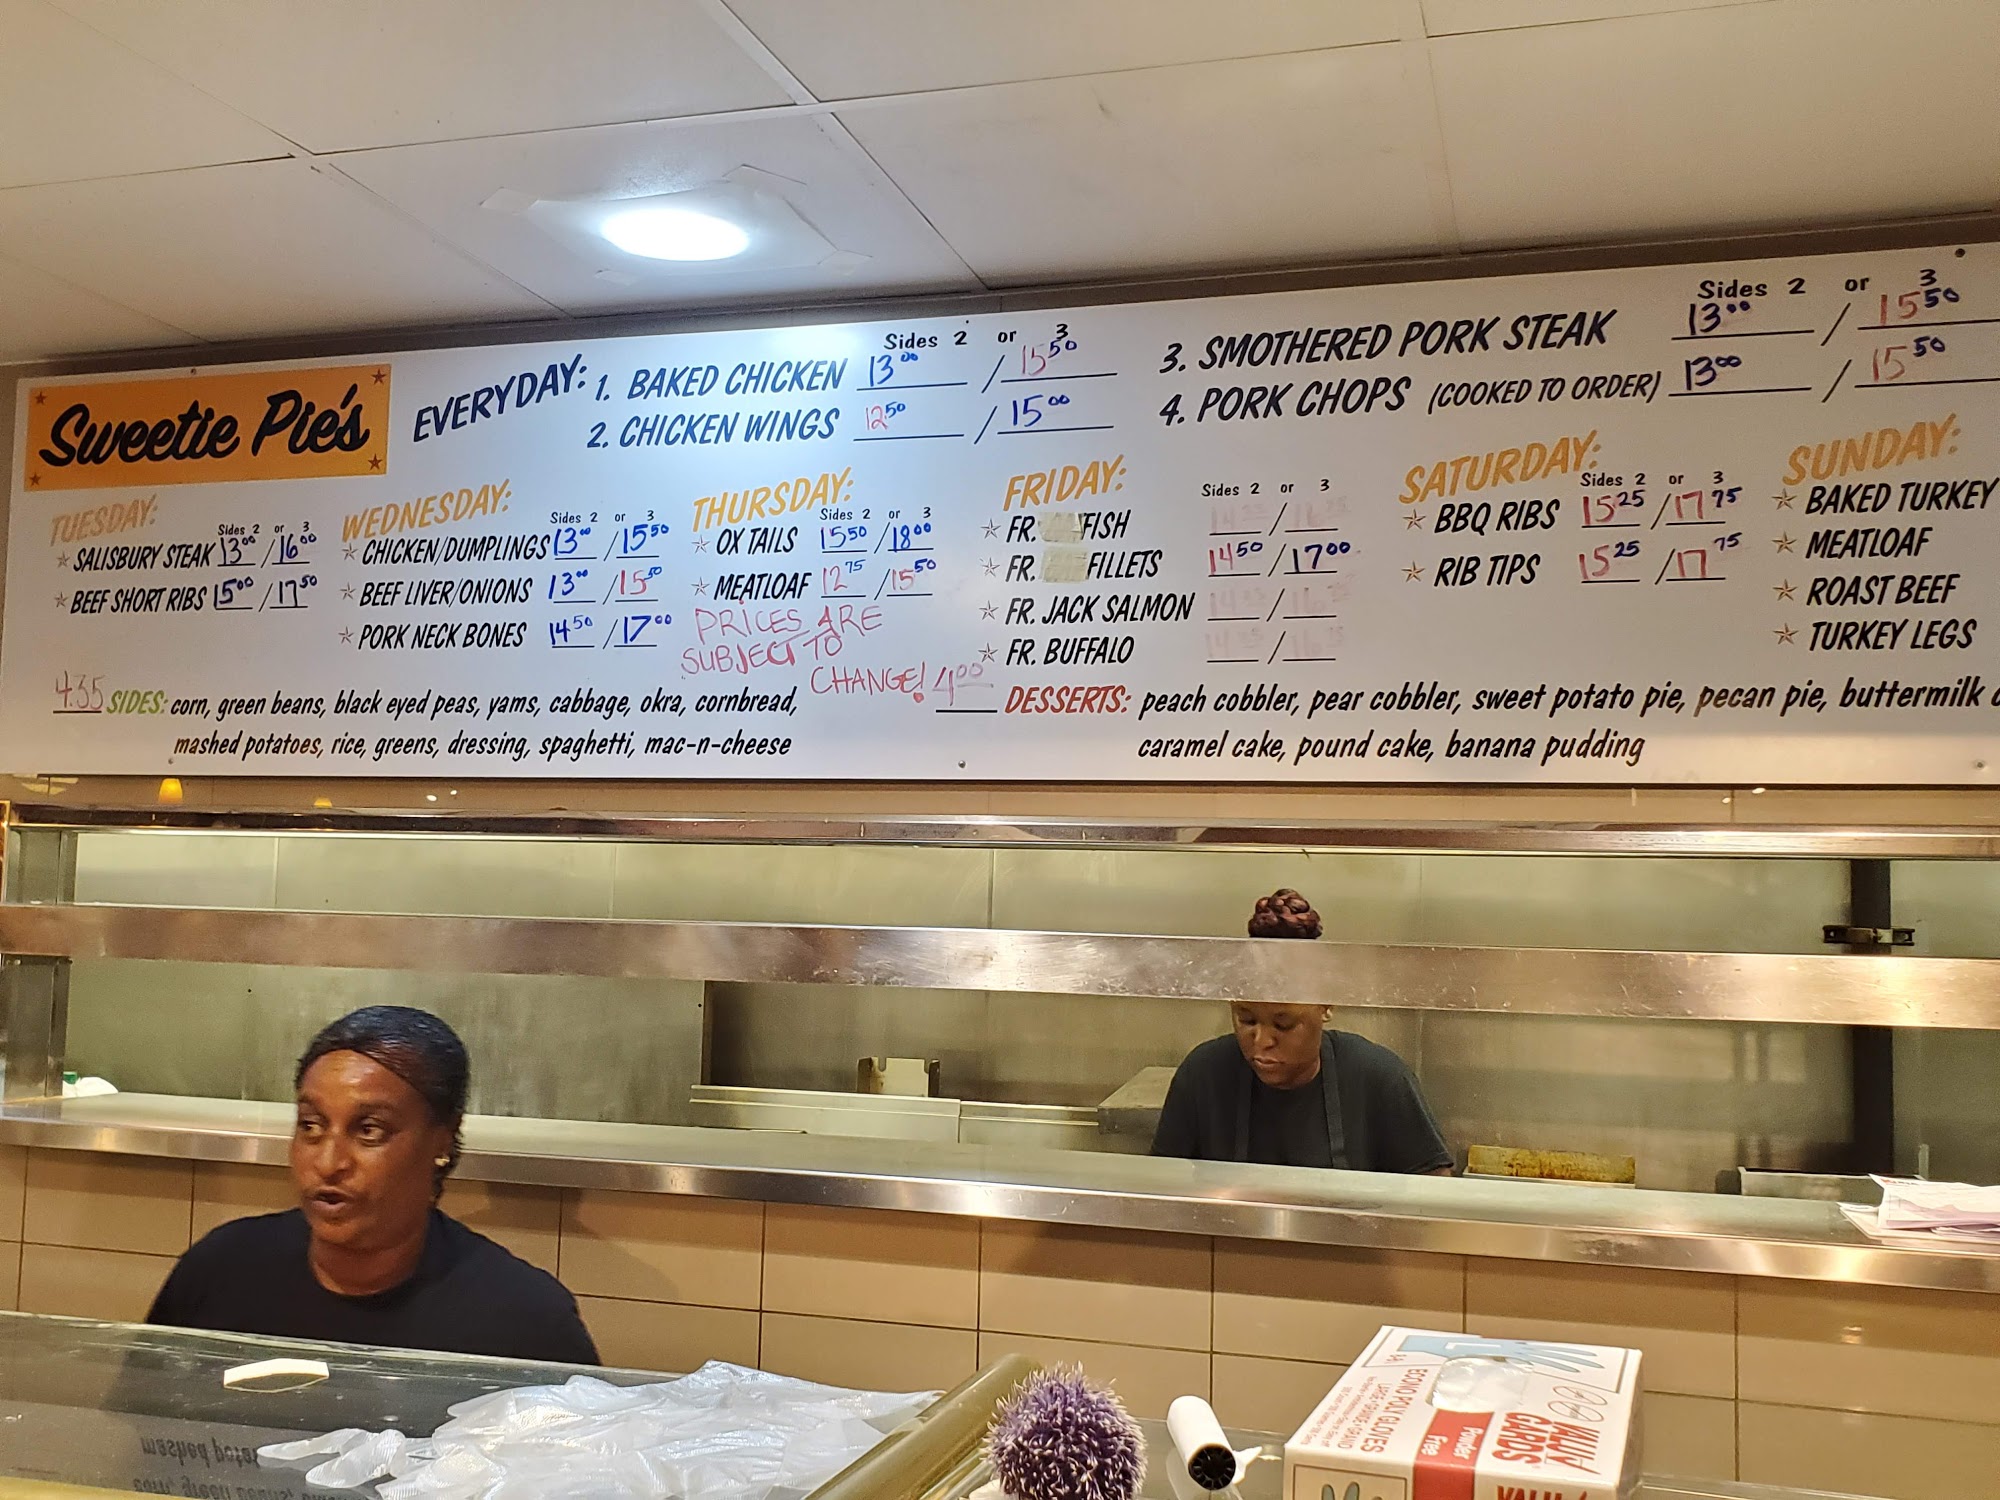 Sweetie Pie's
EVERYDAY:
Sides 2 or 3
1. BAKED CHICKEN 13.00 / 15.50
2. CHICKEN WINGS 12.50 / 15.00
Sides 2 or 3
3. SMOTHERED PORK STEAK 13.00 / 15.50
4. PORK CHOPS (COOKED TO ORDER) 13.00 / 15.50
TUESDAY:
Sides 2 or 3
SALISBURY STEAK 13.00 / 16.00
BEEF SHORT RIBS 15.00 / 17.50
WEDNESDAY:
Sides 2 or 3
CHICKEN/DUMPLINGS 13.00 / 15.50
BEEF LIVER/ONIONS 13.00 / 15.50
PORK NECK BONES 14.50 / 17.00
THURSDAY:
Sides 2 or 3
OX TAILS 15.50 / 18.00
MEATLOAF 12.75 / 15.50
PRICES ARE
SUBJECT TO
CHANGE!
FRIDAY:
Sides 2 or 3
FR. FISH
FR. FILLETS 14.50 / 17.00
FR. JACK SALMON
FR. BUFFALO
SATURDAY:
Sides 2 or 3
BBQ RIBS 15.25 / 17.75
RIB TIPS 15.25 / 17.75
SUNDAY:
BAKED TURKEY
MEATLOAF
ROAST BEEF
TURKEY LEGS
4.35 SIDES: corn, green beans, black eyed peas, yams, cabbage, okra, cornbread,
mashed potatoes, rice, greens, dressing, spaghetti, mac-n-cheese
4.00 DESSERTS: peach cobbler, pear cobbler, sweet potato pie, pecan pie, buttermilk
caramel cake, pound cake, banana pudding
VALU
GARDS
ECONO POLY GLOVES
Powder
Free